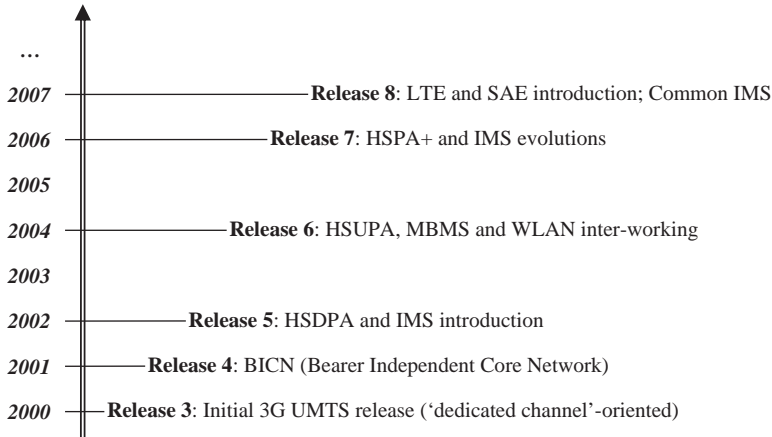 ...
2007 Release 8: LTE and SAE introduction; Common IMS
2006 Release 7: HSPA+ and IMS evolutions
2005
2004 Release 6: HSUPA, MBMS and WLAN inter-working
2003
2002 Release 5: HSDPA and IMS introduction
2001 Release 4: BICN (Bearer Independent Core Network)
2000 Release 3: Initial 3G UMTS release (‘dedicated channel’-oriented)